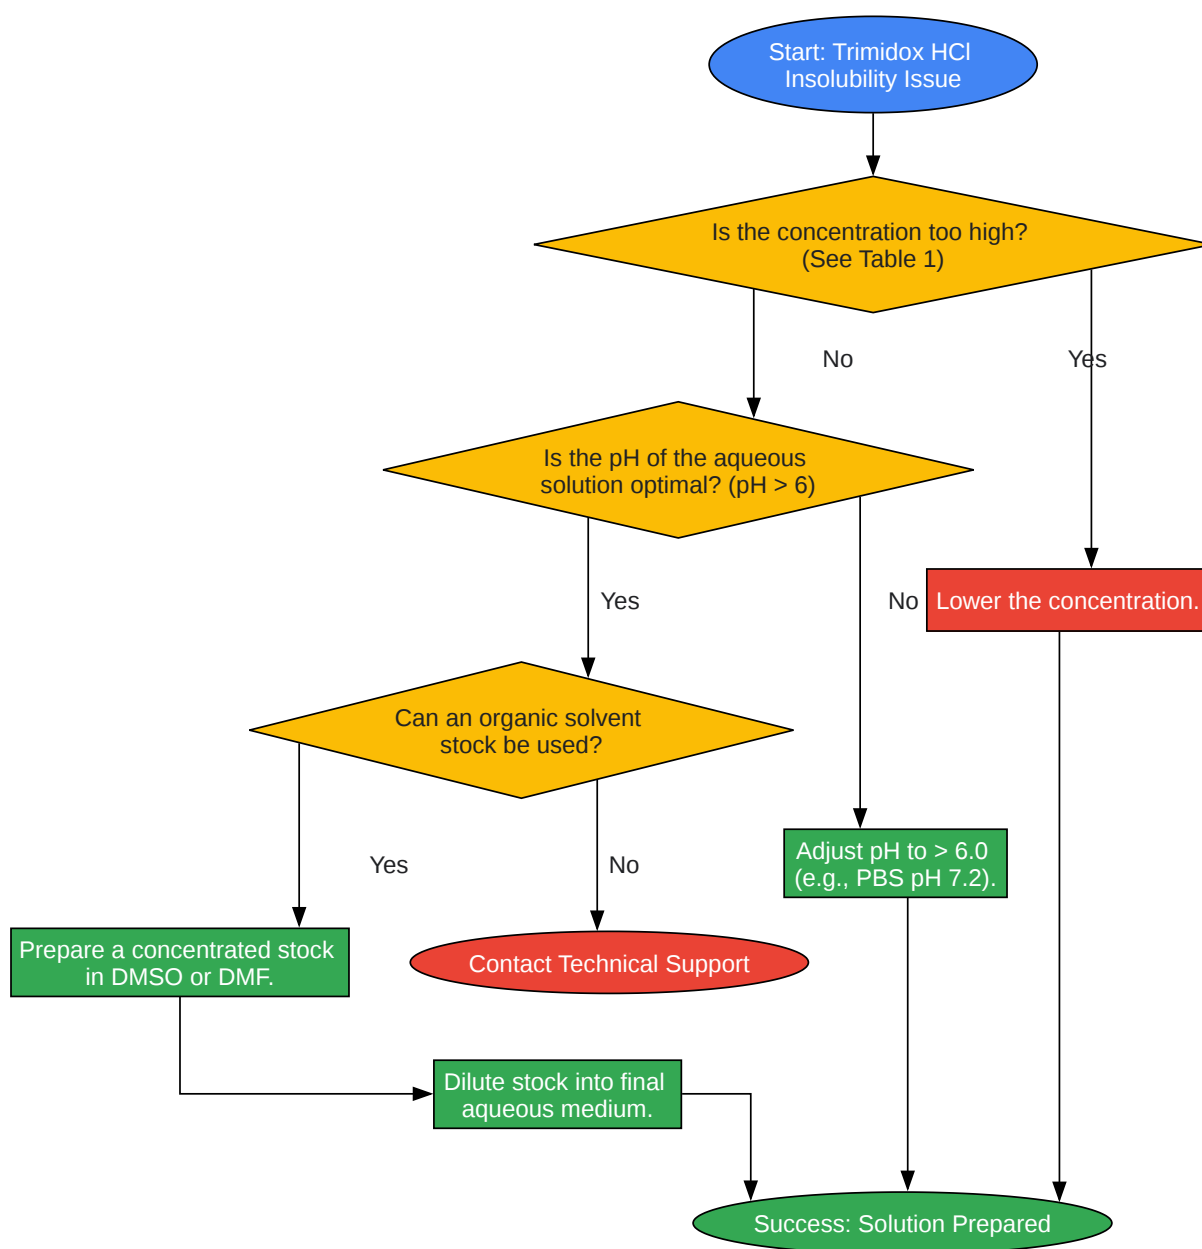 Start: Trimidox HCl
Insolubility Issue
Is the concentration too high?
(See Table 1)
No
Yes
Is the pH of the aqueous
solution optimal? (pH > 6)
Yes
No
Lower the concentration.
Can an organic solvent
stock be used?
Yes
No
Adjust pH to > 6.0
(e.g., PBS pH 7.2).
Prepare a concentrated stock
in DMSO or DMF.
Contact Technical Support
Dilute stock into final
aqueous medium.
Success: Solution Prepared